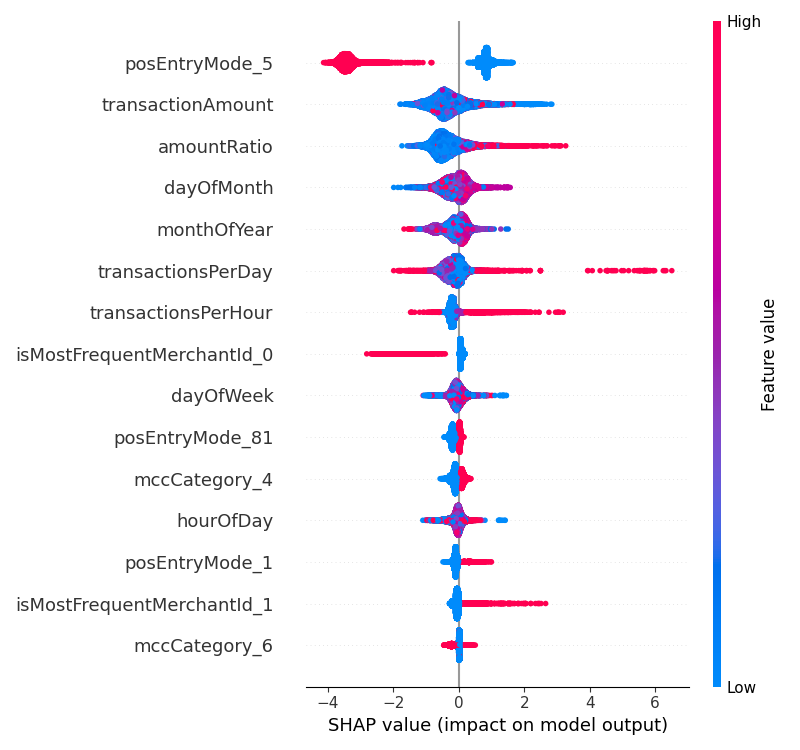 High
posEntryMode_5
transactionAmount
amountRatio
dayOfMonth
monthOfYear
transactionsPerDay
transactionsPerHour
isMostFrequentMerchantId_0
dayOfWeek
posEntryMode_81
mccCategory_4
hourOfDay
posEntryMode_1
isMostFrequentMerchantId_1
mccCategory_6
Feature value
Low
−4 −2 0 2 4 6
SHAP value (impact on model output)